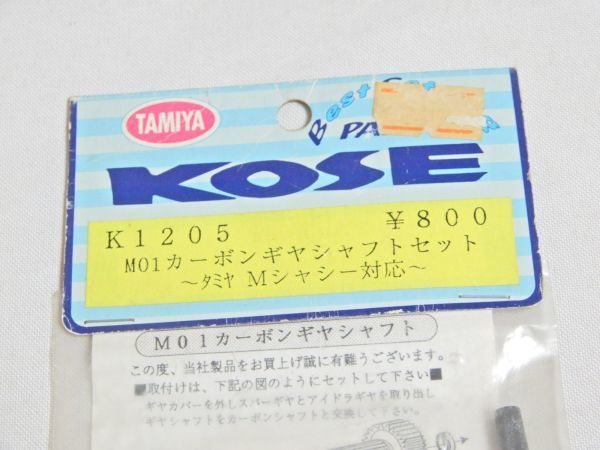 TAMIYA
Best
PA
KOSE
K1205 ¥800
M01カーボンギヤシャフトセット
～タミヤ Mシャシー対応～
M01カーボンギヤシャフト
この度、当社製品をお買上げ誠に有難うございます。
■取付けは、下記の図のようにセットして下さい■
ギヤカバーを外しスパーギヤとアイドラギヤを取り出し
ギヤシャフトをカーボンシャフトと交換して下さい。